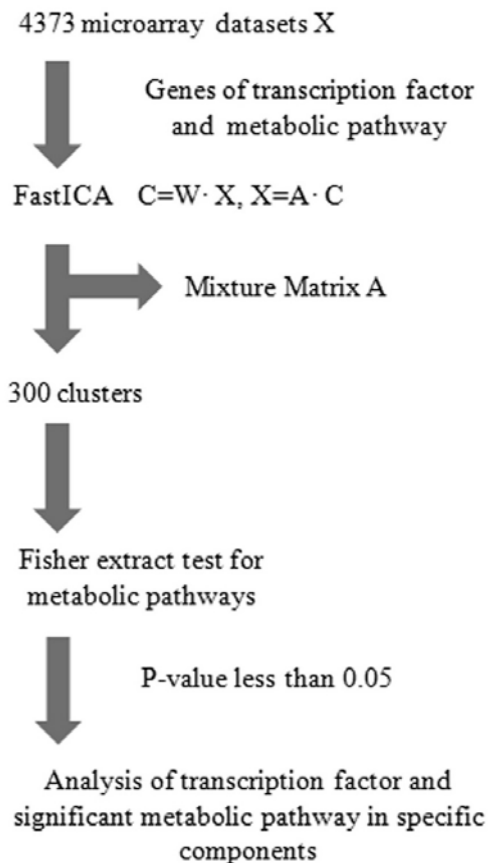 4373 microarray datasets X
Genes of transcription factor
and metabolic pathway
FastICA C=W· X, X=A· C
Mixture Matrix A
300 clusters
Fisher extract test for
metabolic pathways
P-value less than 0.05
Analysis of transcription factor and
significant metabolic pathway in specific
components